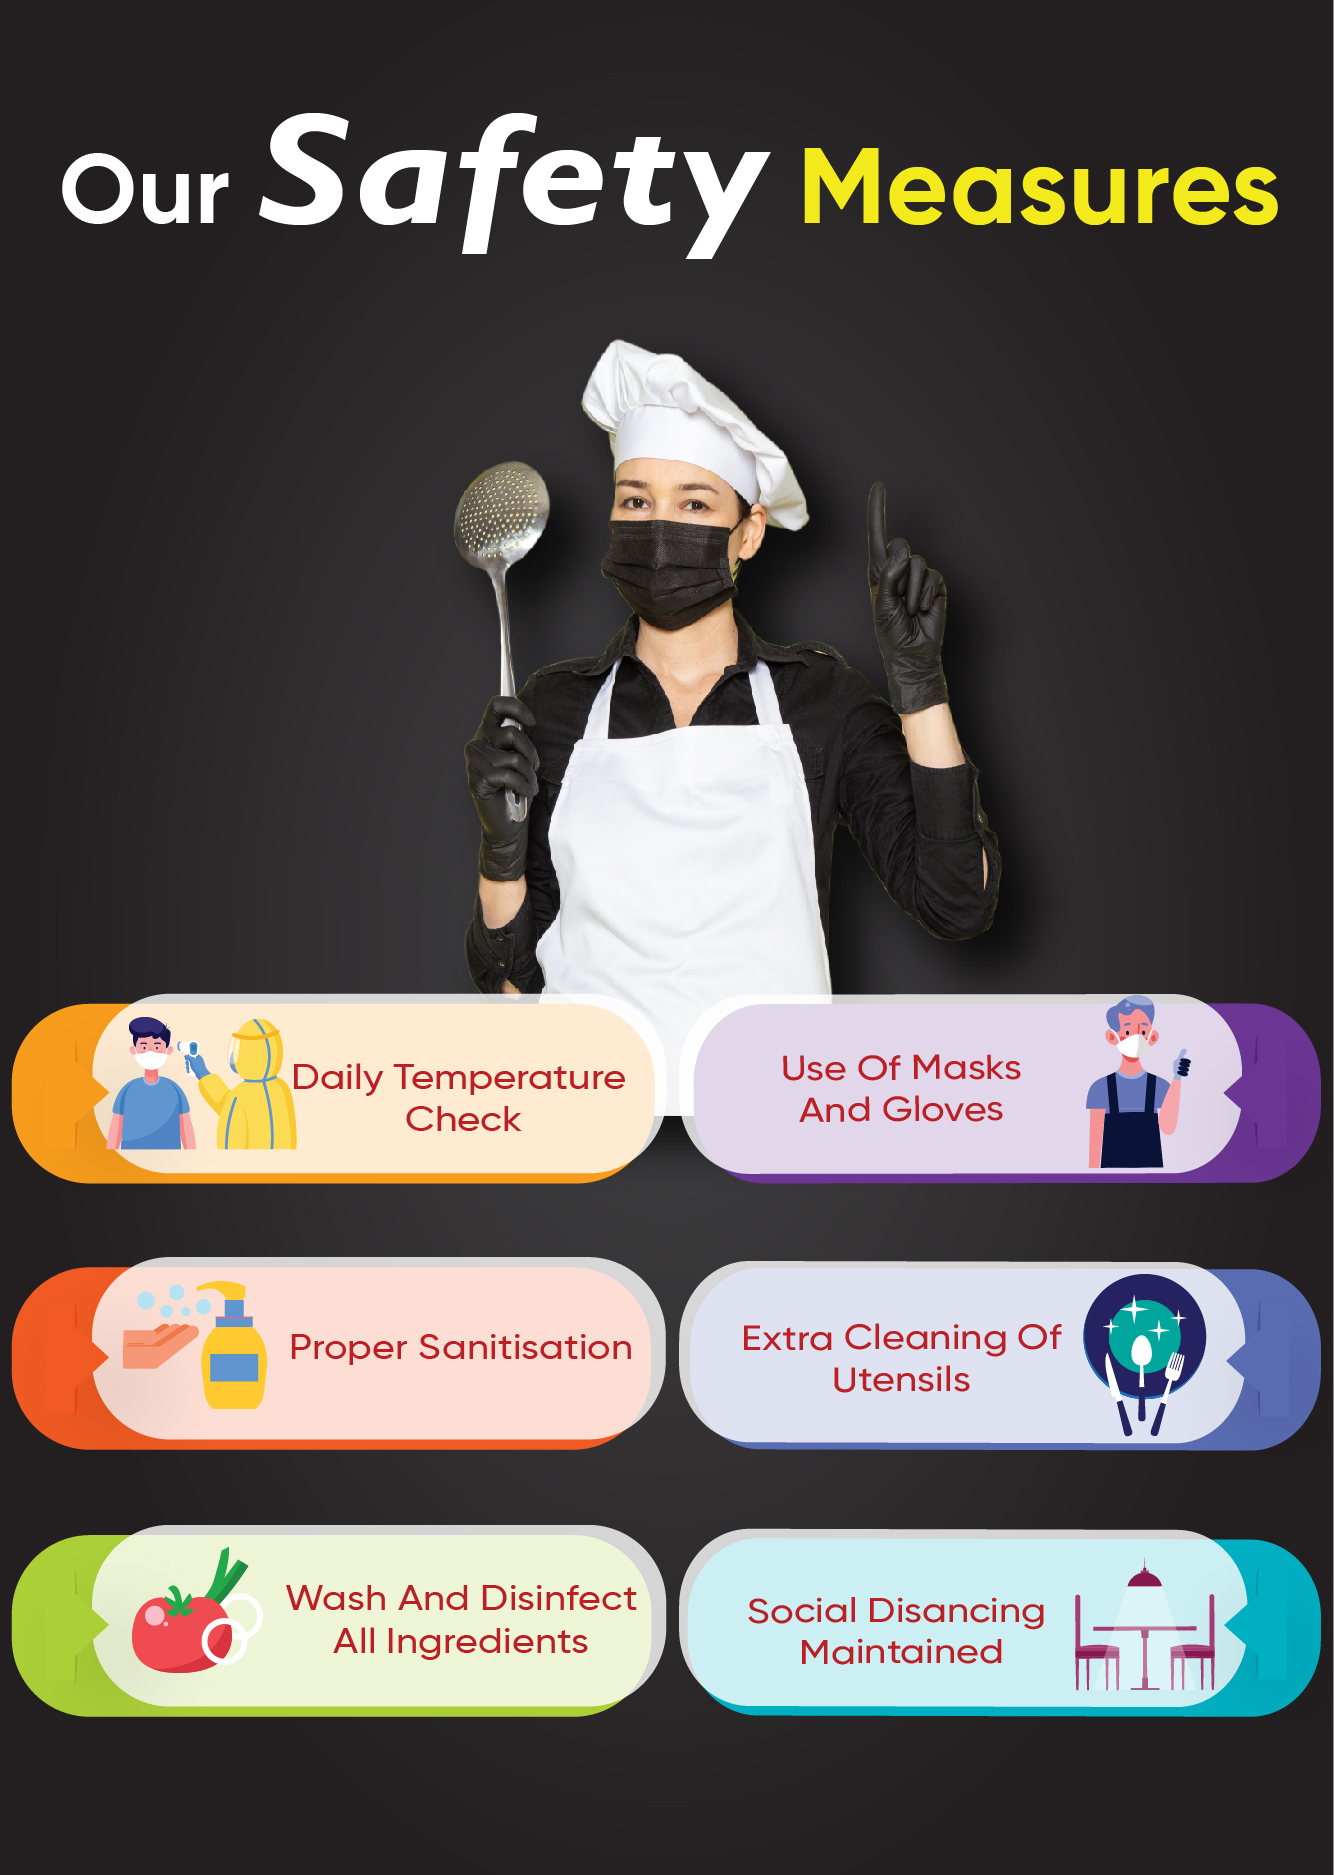 Our Safety Measures
Daily Temperature
Check
Use Of Masks
And Gloves
Proper Sanitisation
Extra Cleaning Of
Utensils
Wash And Disinfect
All Ingredients
Social Disancing
Maintained